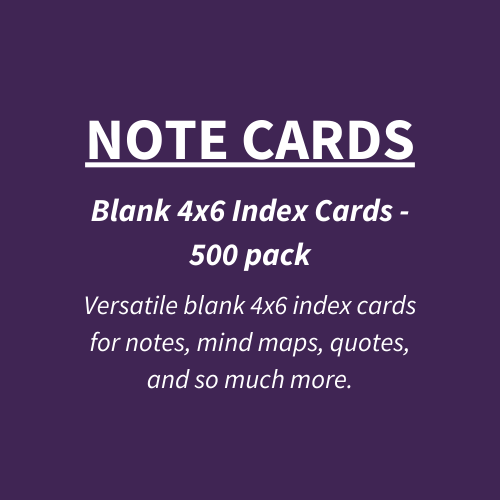 NOTE CARDS
Blank 4x6 Index Cards -
500 pack
Versatile blank 4x6 index cards
for notes, mind maps, quotes,
and so much more.